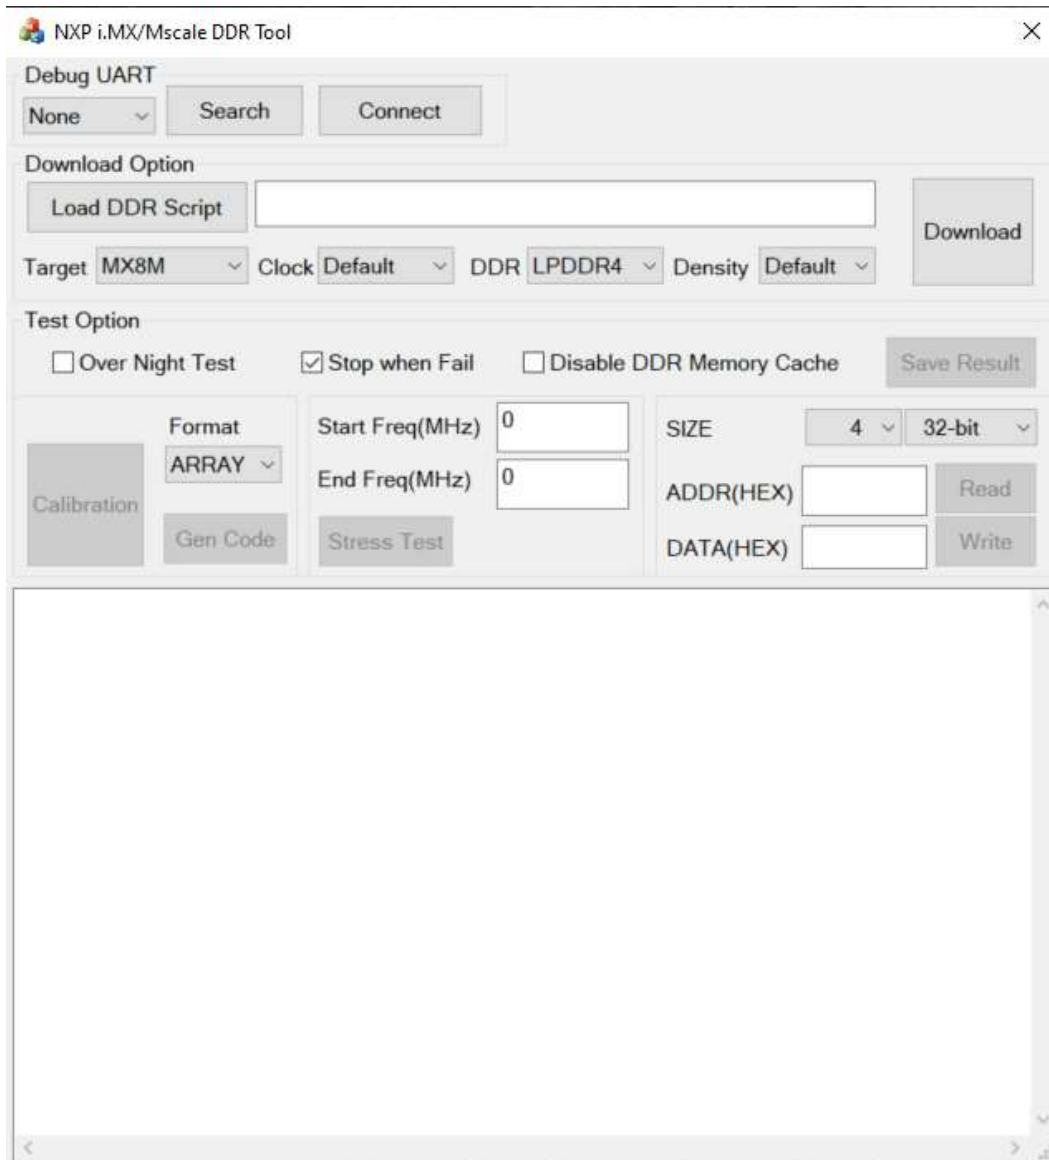 NXP i.MX/Mscale DDR Tool
Debug UART
None Search Connect
Download Option
Load DDR Script
Download
Target MX8M Clock Default DDR LPDDR4 Density Default
Test Option
Over Night Test Stop when Fail Disable DDR Memory Cache Save Result
Calibration
Format
ARRAY
Gen Code
Start Freq(MHz) 0
End Freq(MHz) 0
Stress Test
SIZE 4 32-bit
ADDR(HEX) Read
DATA(HEX) Write